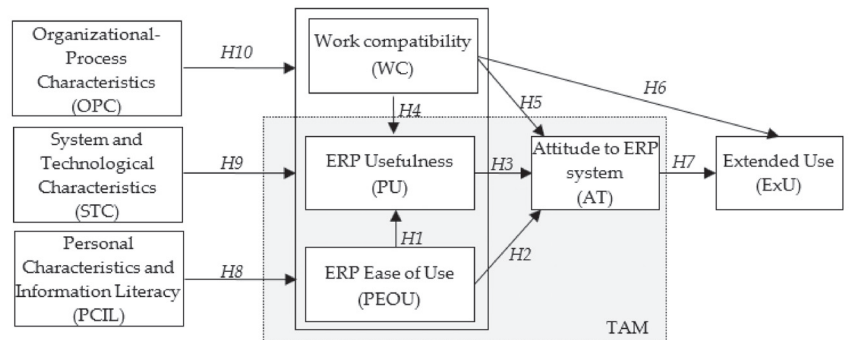 Organizational-
Process
Characteristics
(OPC)
H10
Work compatibility
(WC)
H6
H5
H4
System and
Technological
Characteristics
(STC)
H9
ERP Usefulness
(PU)
H3
Attitude to ERP
system
(AT)
H7
Extended Use
(ExU)
H1
H2
Personal
Characteristics and
Information Literacy
(PCIL)
H8
ERP Ease of Use
(PEOU)
TAM